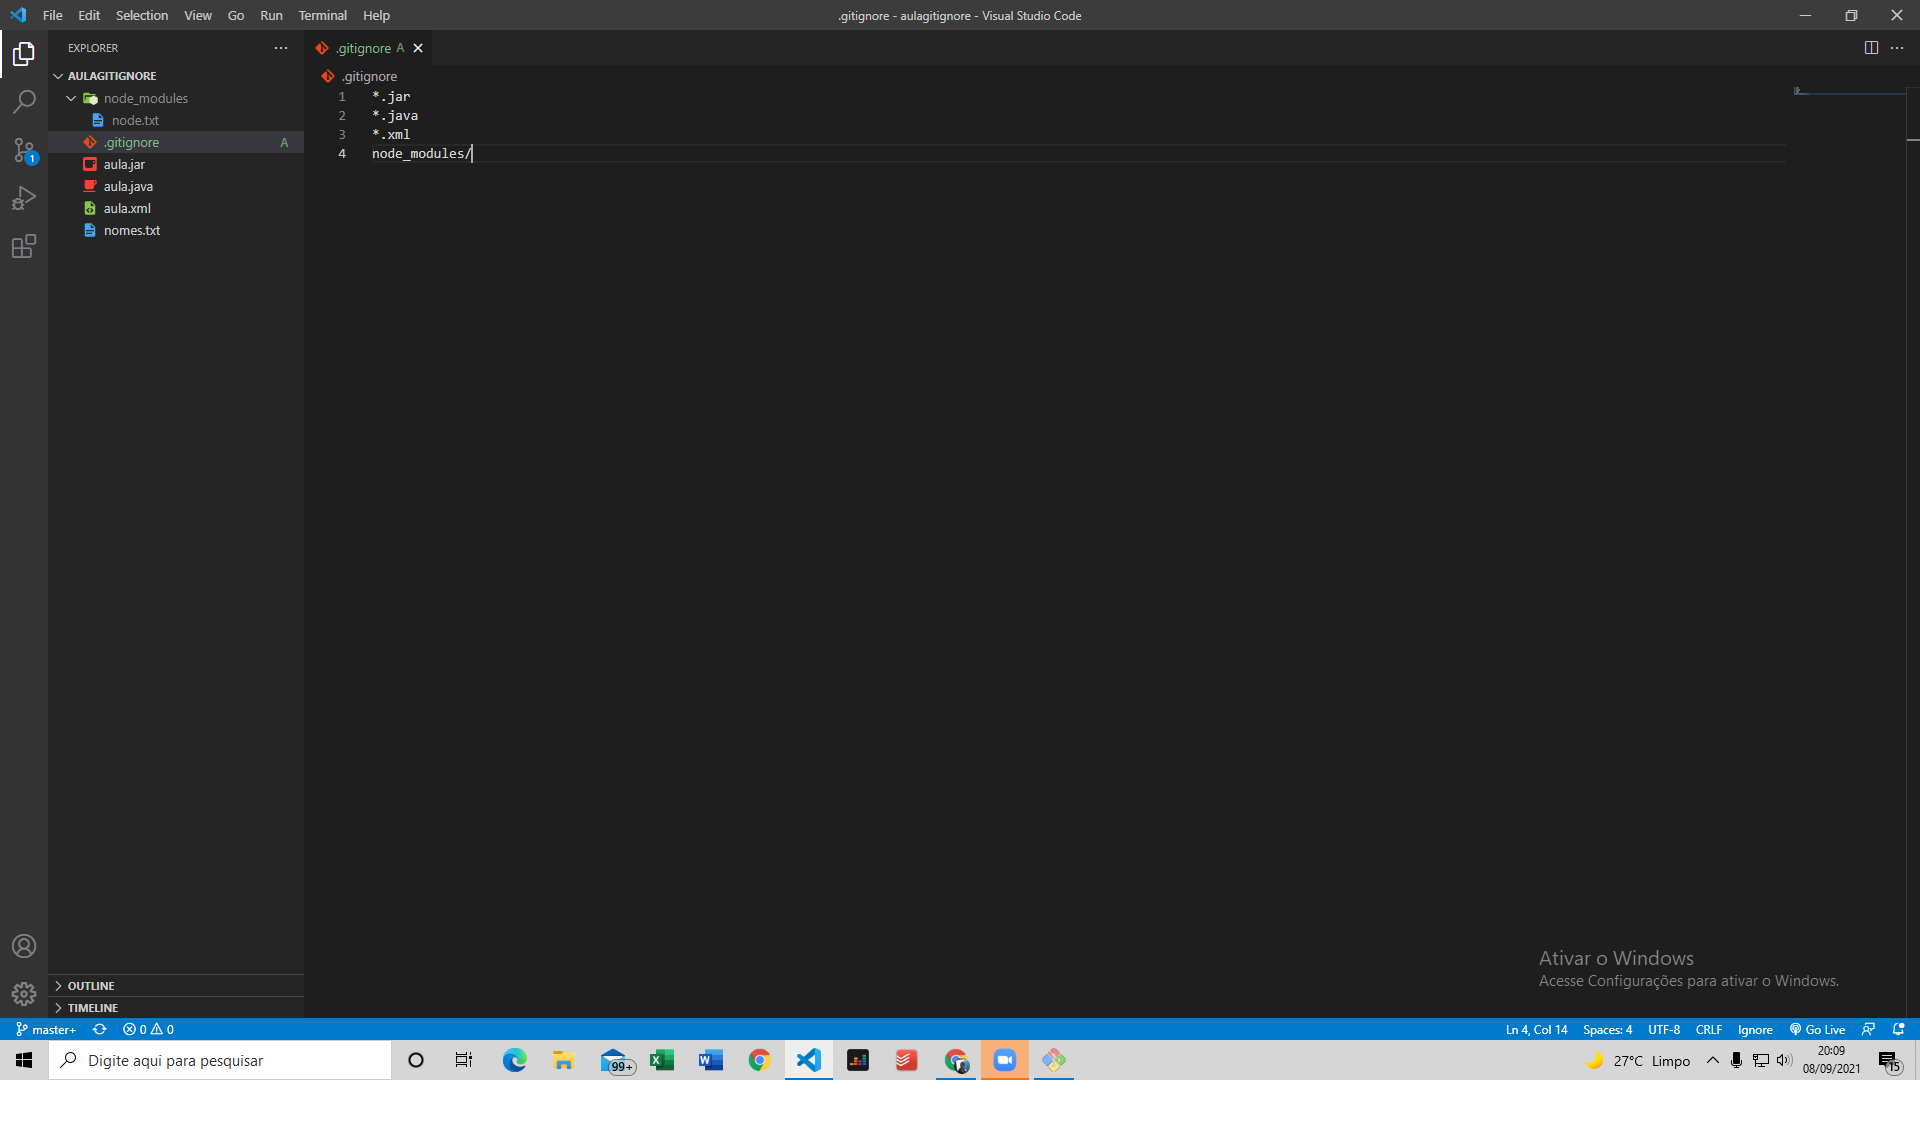 File Edit Selection View Go Run Terminal Help
.gitignore - aulagitignore - Visual Studio Code
EXPLORER
AULAGITIGNORE
node_modules
node.txt
.gitignore A
aula.jar
aula.java
aula.xml
nomes.txt
OUTLINE
TIMELINE
1
.gitignore A
.gitignore
1 *.jar
2 *.java
3 *.xml
4 node_modules/
Ativar o Windows
Acesse Configurações para ativar o Windows.
master+ 0 0
Ln 4, Col 14 Spaces: 4 UTF-8 CRLF Ignore Go Live
Digite aqui para pesquisar
99+
27°C Limpo
20:09
08/09/2021
15